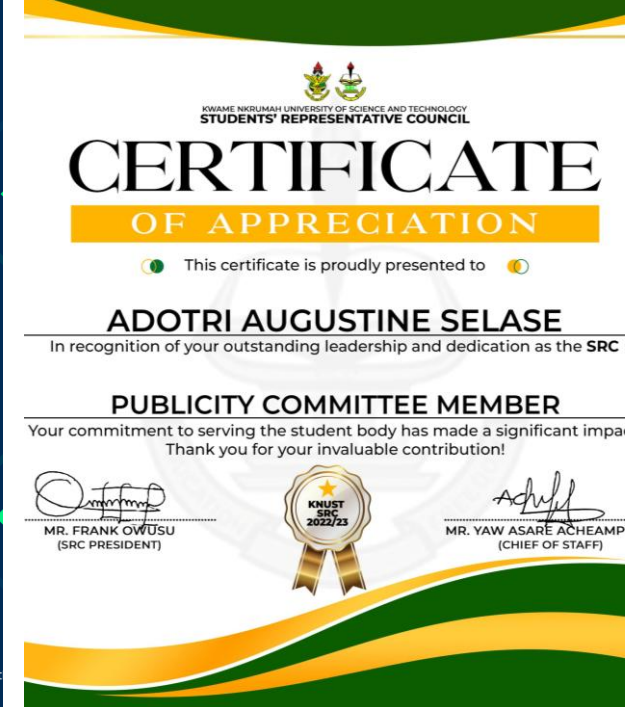 KWAME NKRUMAH UNIVERSITY OF SCIENCE AND TECHNOLOGY
STUDENTS' REPRESENTATIVE COUNCIL
CERTIFICATE
OF APPRECIATION
This certificate is proudly presented to
ADOTRI AUGUSTINE SELASE
In recognition of your outstanding leadership and dedication as the SRC
PUBLICITY COMMITTEE MEMBER
Your commitment to serving the student body has made a significant impac
Thank you for your invaluable contribution!
KNUST
SRC
2022/23
MR. FRANK OWUSU
(SRC PRESIDENT)
MR. YAW ASARE ACHEAMP
(CHIEF OF STAFF)